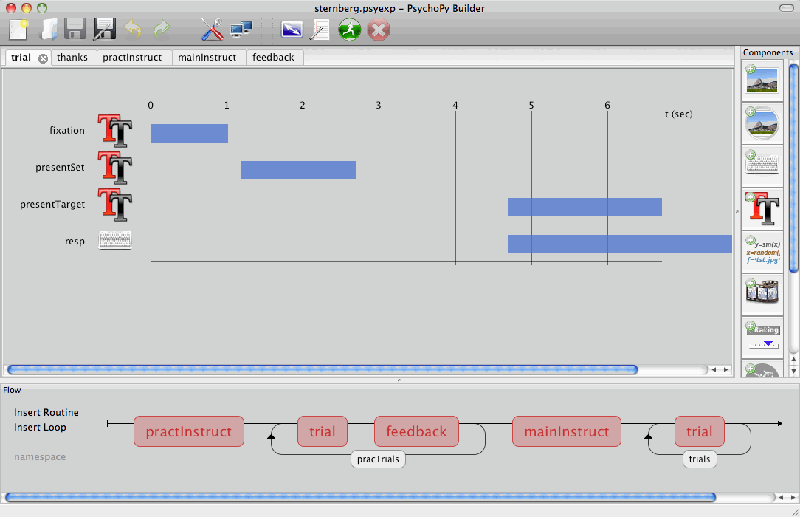 sternberg.psyexp – PsychoPy Builder
trial thanks practInstruct mainInstruct feedback
Components
0 1 2 3 4 5 6
t (sec)
fixation
presentSet
presentTarget
resp
Flow
Insert Routine
Insert Loop
practInstruct trial feedback mainInstruct trial
pracTrials trials
namespace